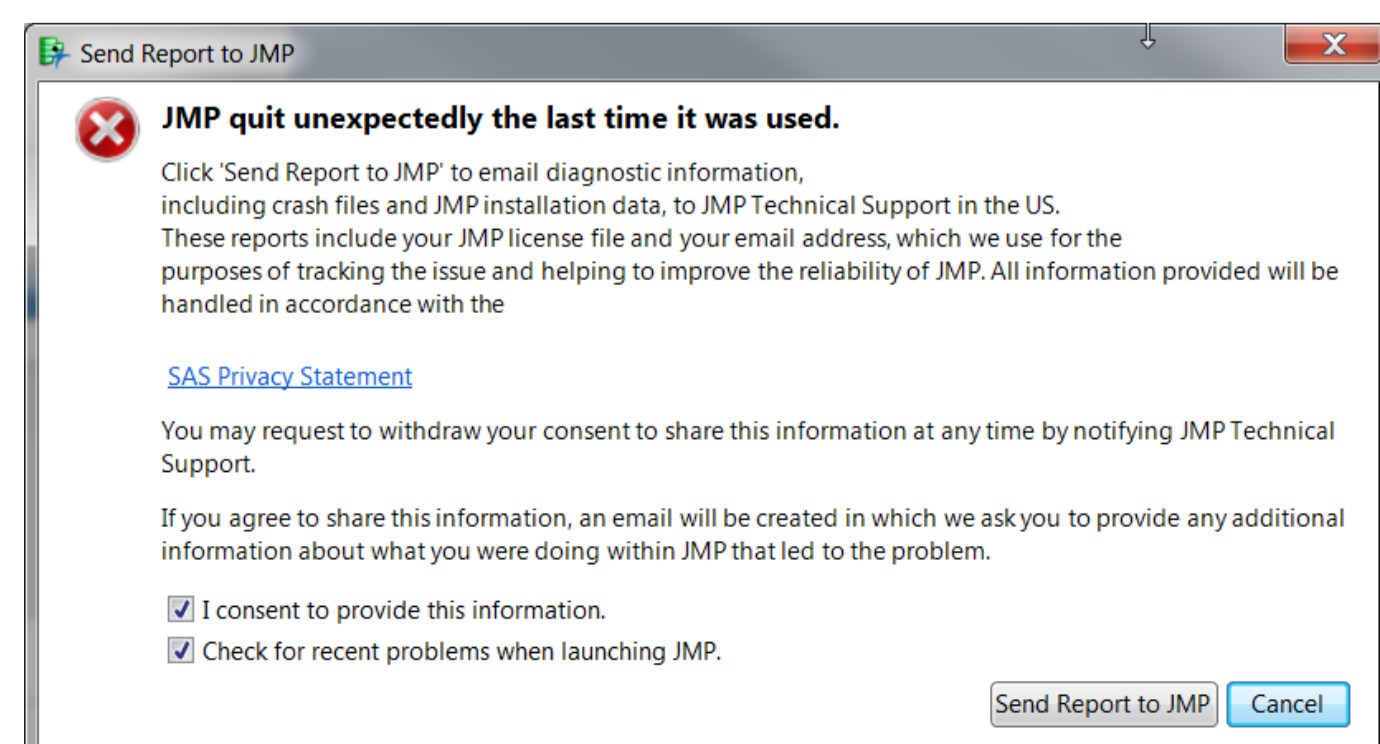 Send Report to JMP
JMP quit unexpectedly the last time it was used.
Click 'Send Report to JMP' to email diagnostic information,
including crash files and JMP installation data, to JMP Technical Support in the US.
These reports include your JMP license file and your email address, which we use for the
purposes of tracking the issue and helping to improve the reliability of JMP. All information provided will be
handled in accordance with the
SAS Privacy Statement
You may request to withdraw your consent to share this information at any time by notifying JMP Technical
Support.
If you agree to share this information, an email will be created in which we ask you to provide any additional
information about what you were doing within JMP that led to the problem.
I consent to provide this information.
Check for recent problems when launching JMP.
Send Report to JMP Cancel